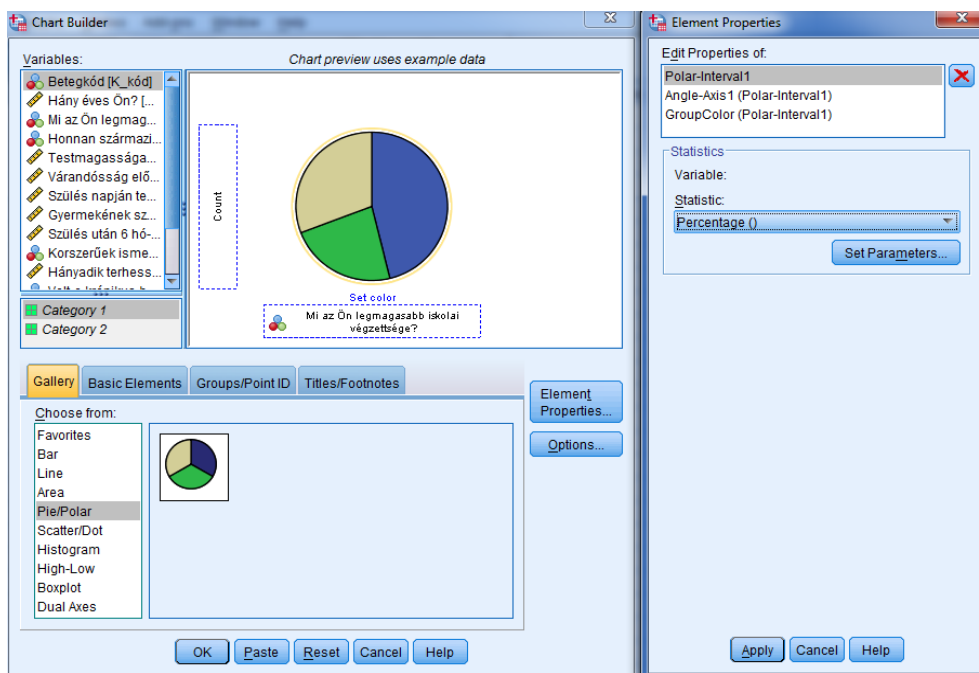 Chart Builder
Variables:
Betegkód [K_kód]
Hány éves Ön? [...
Mi az Ön legmag...
Honnan származi...
Testmagassága...
Várandósság elő...
Szülés napján te...
Gyermekének sz...
Szülés után 6 hó-...
Korszerűek isme...
Hányadik terhess...
Category 1
Category 2
Chart preview uses example data
Count
Set color
Mi az Ön legmagasabb iskolai
végzettsége?
Gallery
Basic Elements
Groups/Point ID
Titles/Footnotes
Choose from:
Favorites
Bar
Line
Area
Pie/Polar
Scatter/Dot
Histogram
High-Low
Boxplot
Dual Axes
Element
Properties...
Options...
OK
Paste
Reset
Cancel
Help
Element Properties
Edit Properties of:
Polar-Interval1
Angle-Axis1 (Polar-Interval1)
GroupColor (Polar-Interval1)
Statistics
Variable:
Statistic:
Percentage ()
Set Parameters...
Apply
Cancel
Help